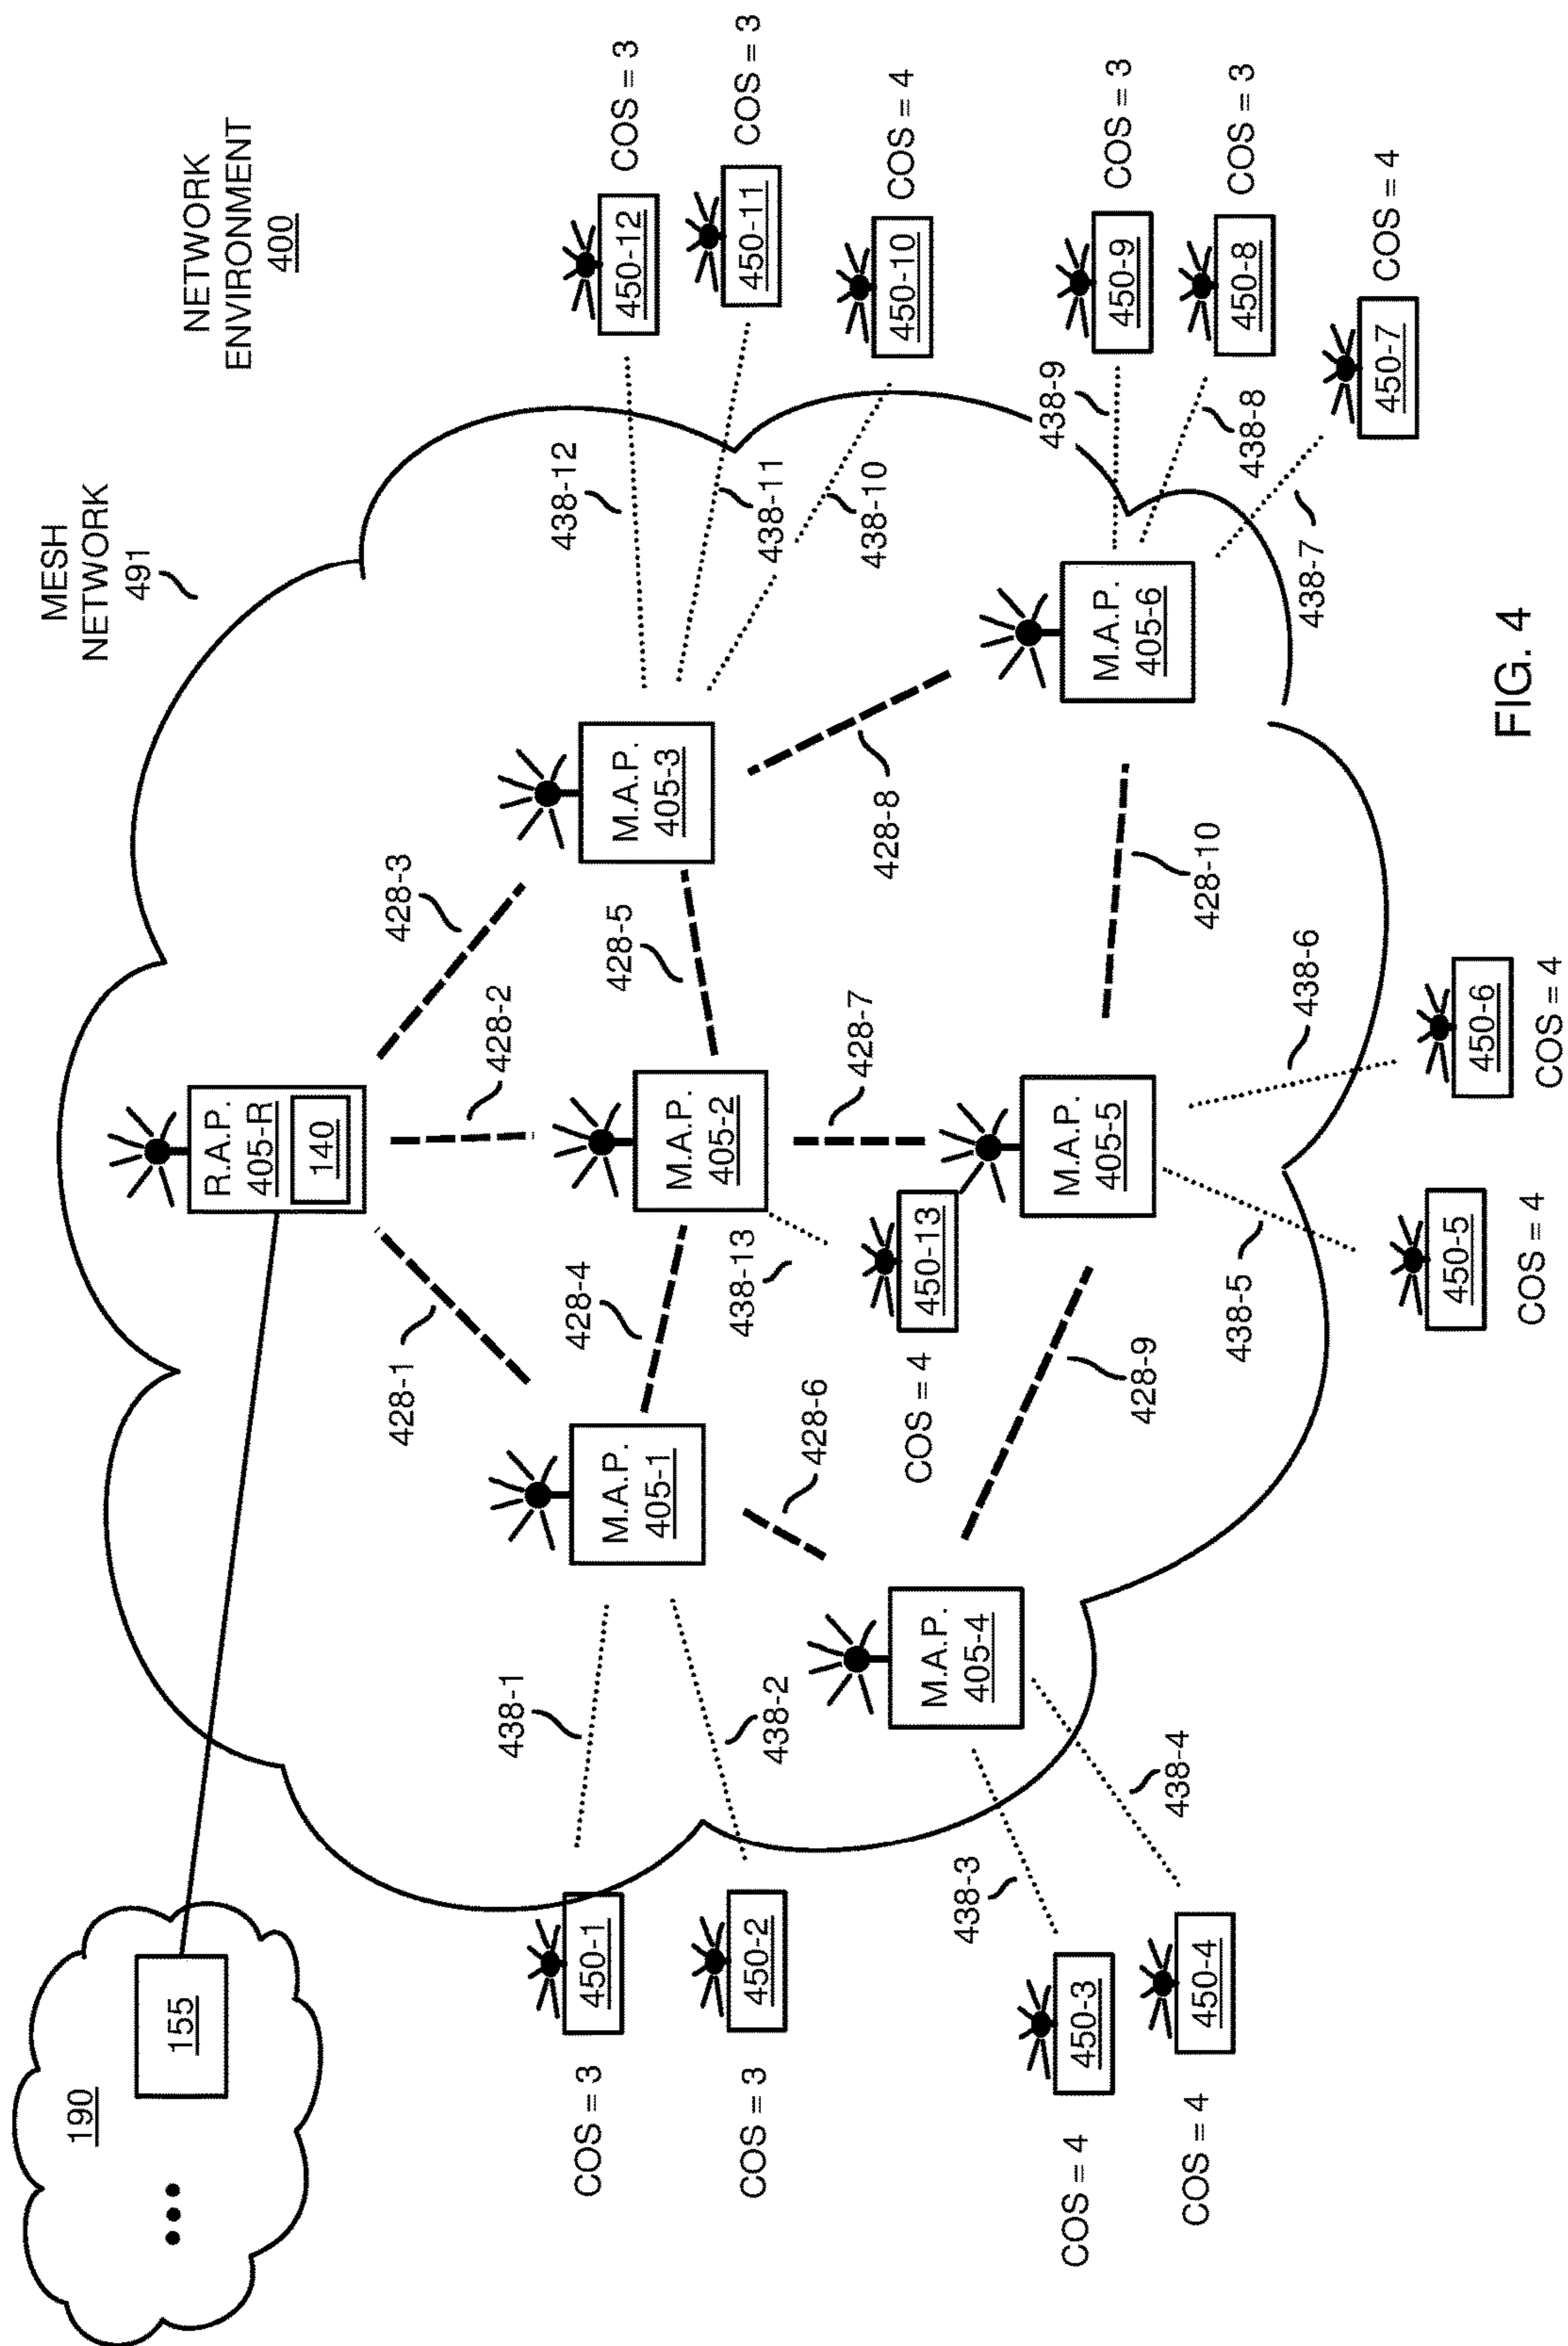 NETWORK
ENVIRONMENT
400
MESH
NETWORK
491
190
155
R.A.P.
405-R
140
428-1
428-2
428-3
M.A.P.
405-1
M.A.P.
405-2
M.A.P.
405-3
428-4
428-5
438-1
438-2
450-1
COS = 3
450-2
COS = 3
438-12
450-12
COS = 3
438-11
450-11
COS = 3
438-10
450-10
COS = 4
438-13
450-13
COS = 4
428-6
428-7
428-8
M.A.P.
405-4
M.A.P.
405-5
M.A.P.
405-6
428-9
428-10
438-3
450-3
COS = 4
438-4
450-4
COS = 4
438-5
450-5
COS = 4
438-6
450-6
COS = 4
438-9
450-9
COS = 3
438-8
450-8
COS = 3
438-7
450-7
COS = 4
FIG. 4